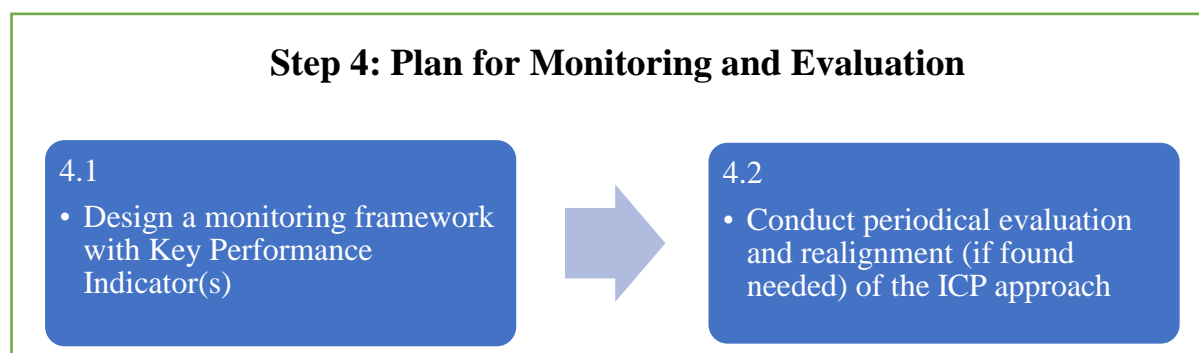 Step 4: Plan for Monitoring and Evaluation
4.1
• Design a monitoring framework
with Key Performance
Indicator(s)
4.2
• Conduct periodical evaluation
and realignment (if found
needed) of the ICP approach